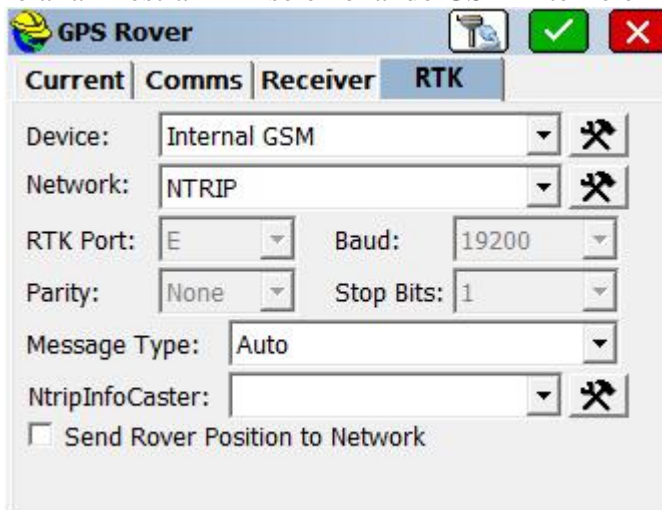 GPS Rover
Current Comms Receiver RTK
Device: Internal GSM
Network: NTRIP
RTK Port: E Baud: 19200
Parity: None Stop Bits: 1
Message Type: Auto
NtripInfoCaster:
Send Rover Position to Network